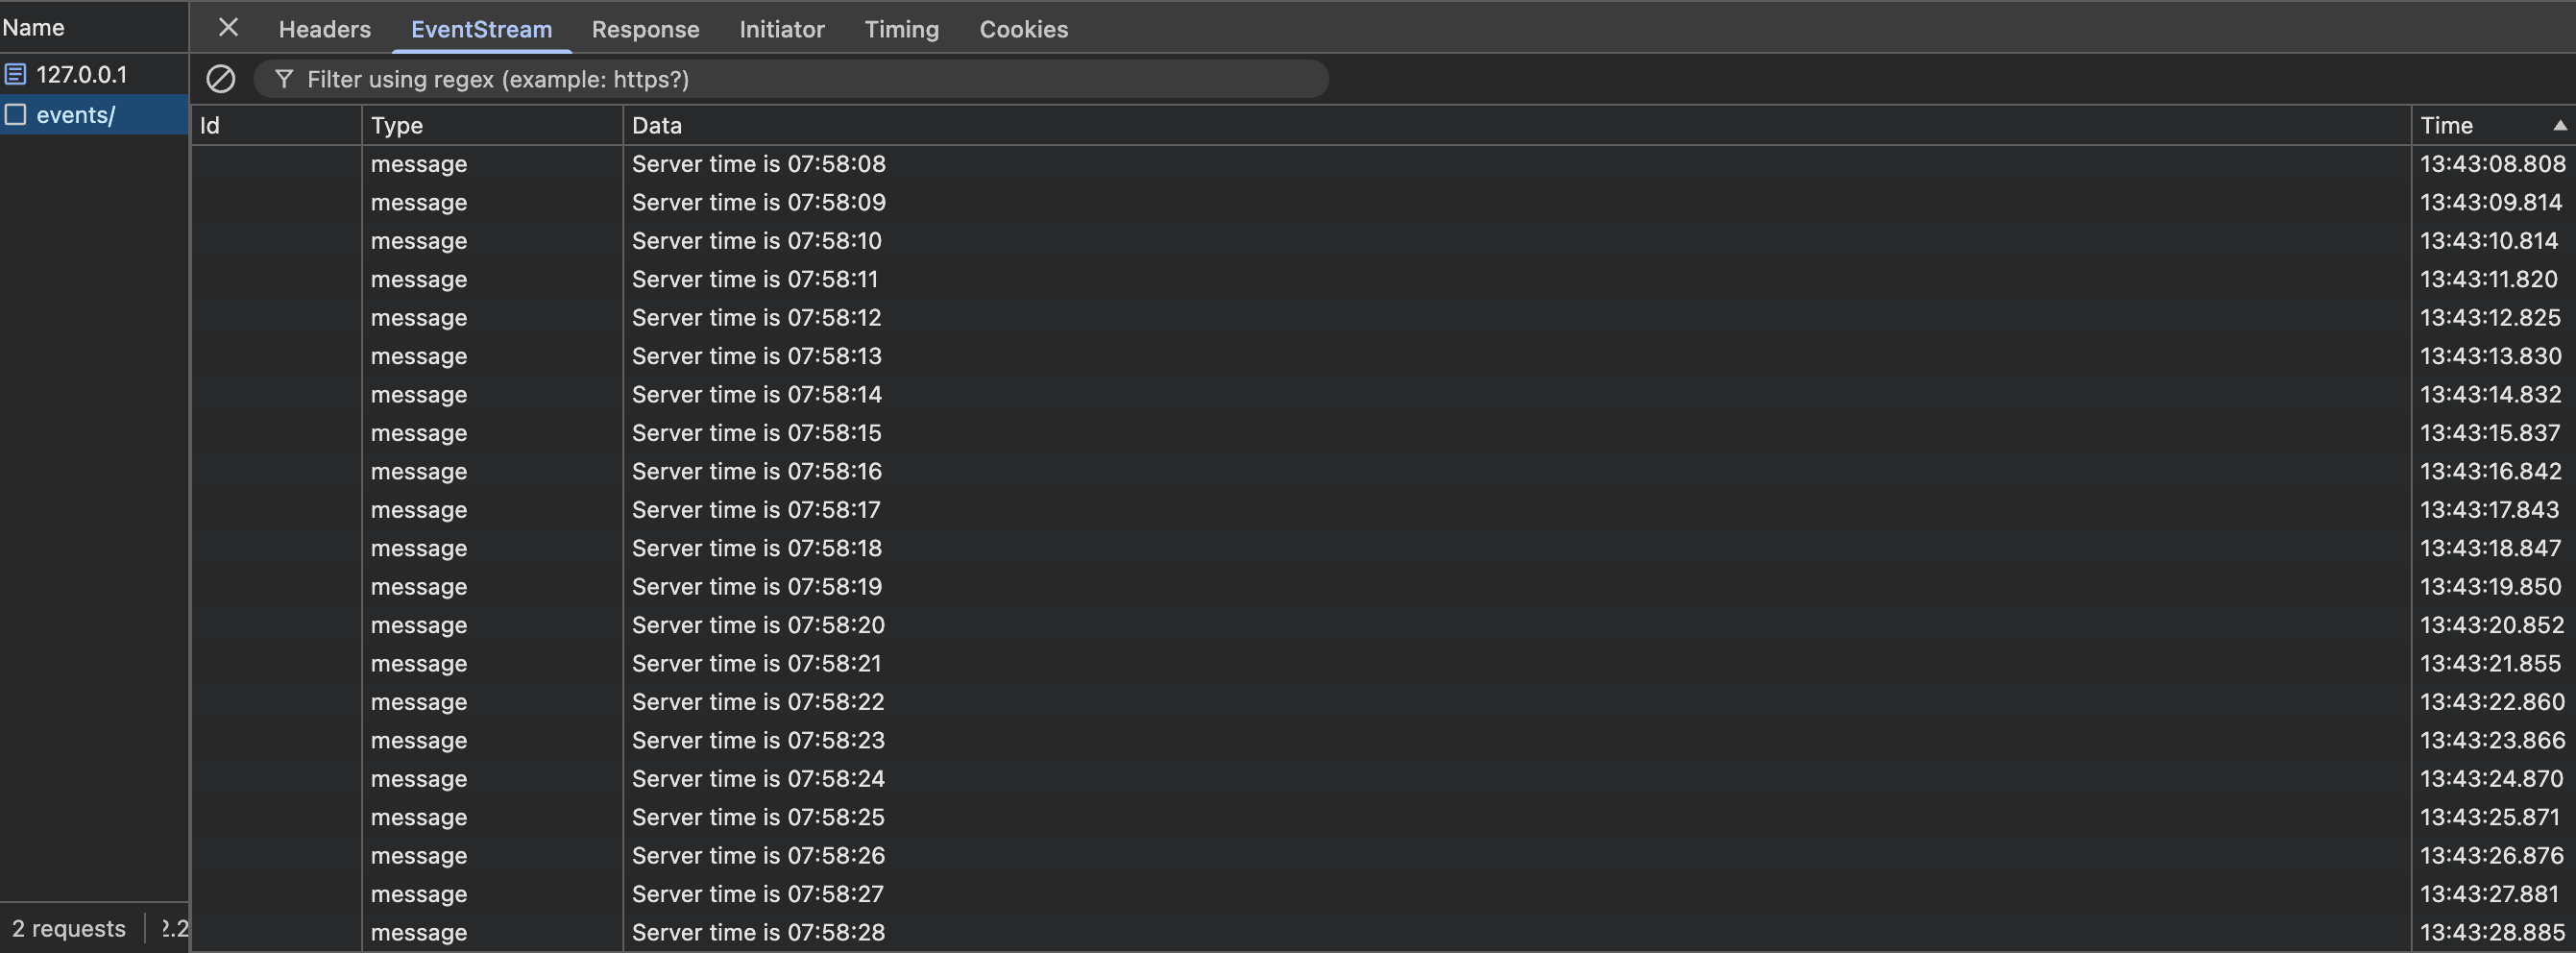 Name
Headers EventStream Response Initiator Timing Cookies
127.0.0.1
Filter using regex (example: https?)
events/
Id Type Data Time
message Server time is 07:58:08 13:43:08.808
message Server time is 07:58:09 13:43:09.814
message Server time is 07:58:10 13:43:10.814
message Server time is 07:58:11 13:43:11.820
message Server time is 07:58:12 13:43:12.825
message Server time is 07:58:13 13:43:13.830
message Server time is 07:58:14 13:43:14.832
message Server time is 07:58:15 13:43:15.837
message Server time is 07:58:16 13:43:16.842
message Server time is 07:58:17 13:43:17.843
message Server time is 07:58:18 13:43:18.847
message Server time is 07:58:19 13:43:19.850
message Server time is 07:58:20 13:43:20.852
message Server time is 07:58:21 13:43:21.855
message Server time is 07:58:22 13:43:22.860
message Server time is 07:58:23 13:43:23.866
message Server time is 07:58:24 13:43:24.870
message Server time is 07:58:25 13:43:25.871
message Server time is 07:58:26 13:43:26.876
message Server time is 07:58:27 13:43:27.881
message Server time is 07:58:28 13:43:28.885
2 requests 2.2